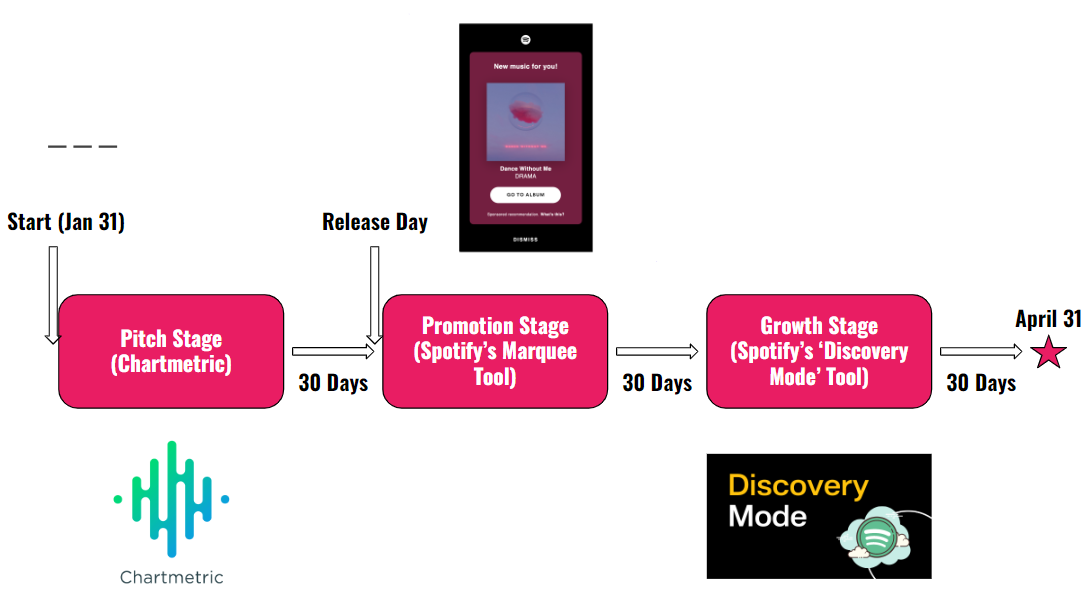 New music for you!
Dance Without Me
DRAMA
GO TO ALBUM
Sponsored recommendation. What's this?
DISMISS
Start (Jan 31)
Release Day
Pitch Stage
(Chartmetric)
30 Days
Promotion Stage
(Spotify's Marquee
Tool)
30 Days
Growth Stage
(Spotify's ‘Discovery
Mode’ Tool)
30 Days
April 31
Chartmetric
Discovery
Mode